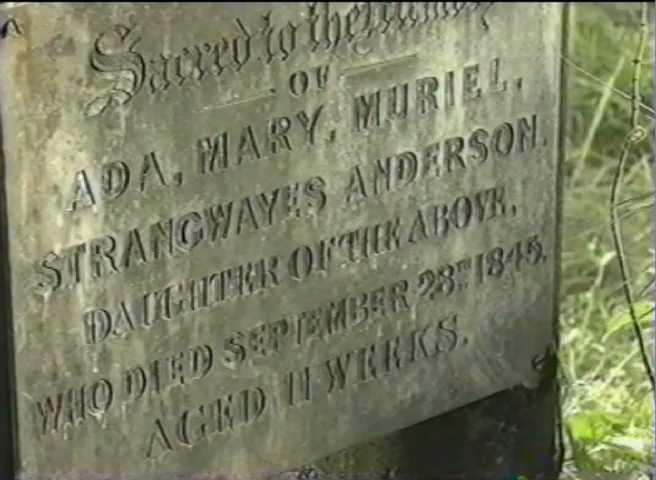 Sacred to the memory
OF
ADA, MARY, MURIEL,
STRANGWAYES ANDERSON.
DAUGHTER OF THE ABOVE,
WHO DIED SEPTEMBER 28TH 1845.
AGED 11 WEEKS.